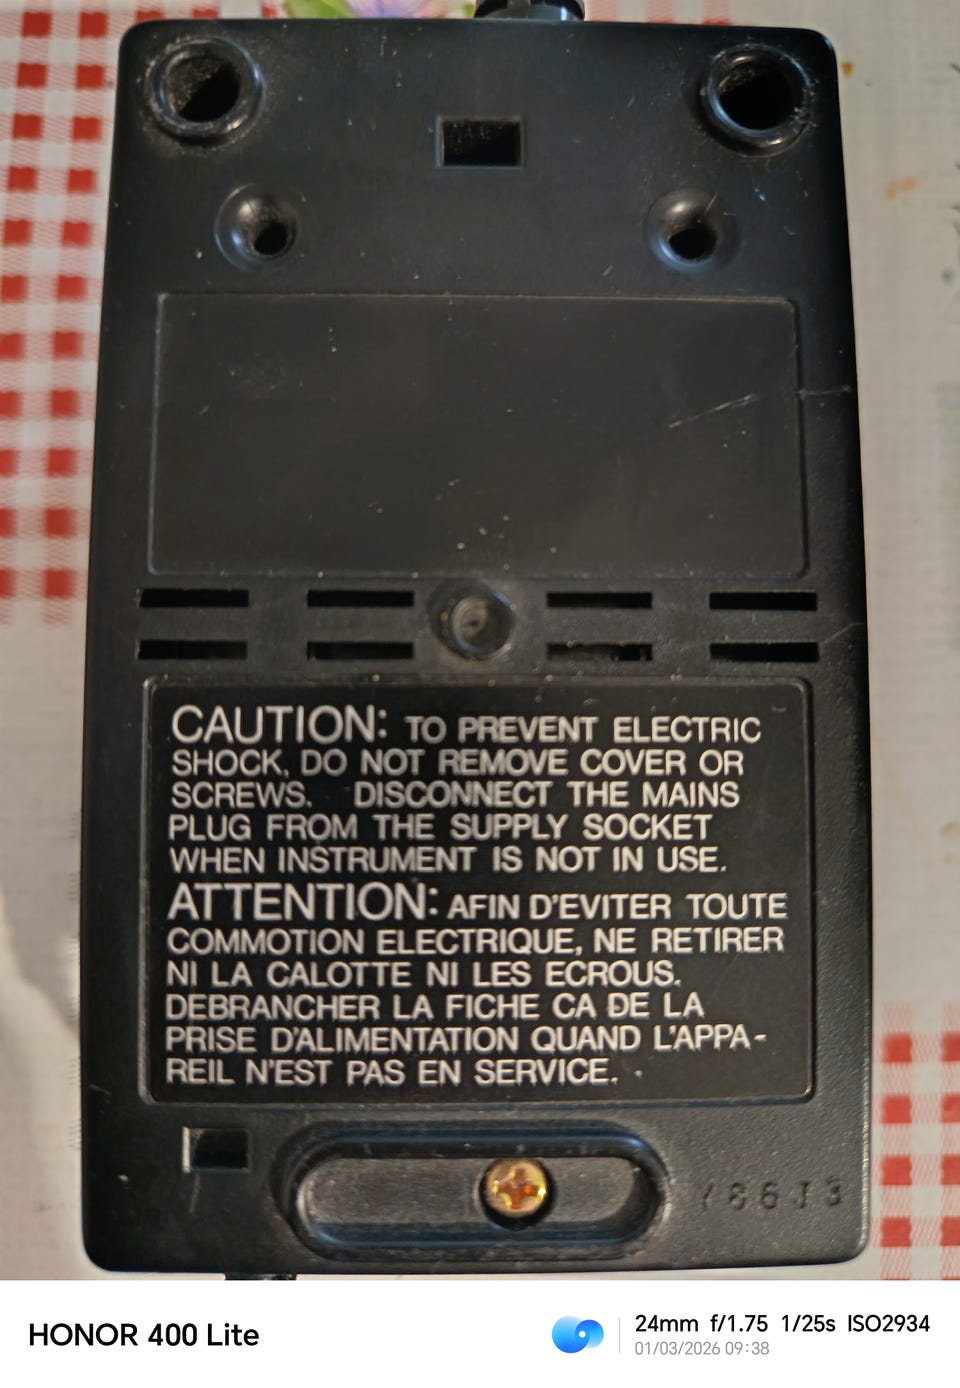 CAUTION: TO PREVENT ELECTRIC
SHOCK, DO NOT REMOVE COVER OR
SCREWS. DISCONNECT THE MAINS
PLUG FROM THE SUPPLY SOCKET
WHEN INSTRUMENT IS NOT IN USE.
ATTENTION: AFIN D'EVITER TOUTE
COMMOTION ELECTRIQUE, NE RETIRER
NI LA CALOTTE NI LES ECROUS.
DEBRANCHER LA FICHE CA DE LA
PRISE D'ALIMENTATION QUAND L'APPA-
REIL N'EST PAS EN SERVICE.
HONOR 400 Lite
24mm f/1.75 1/25s ISO2934
01/03/2026 09:38